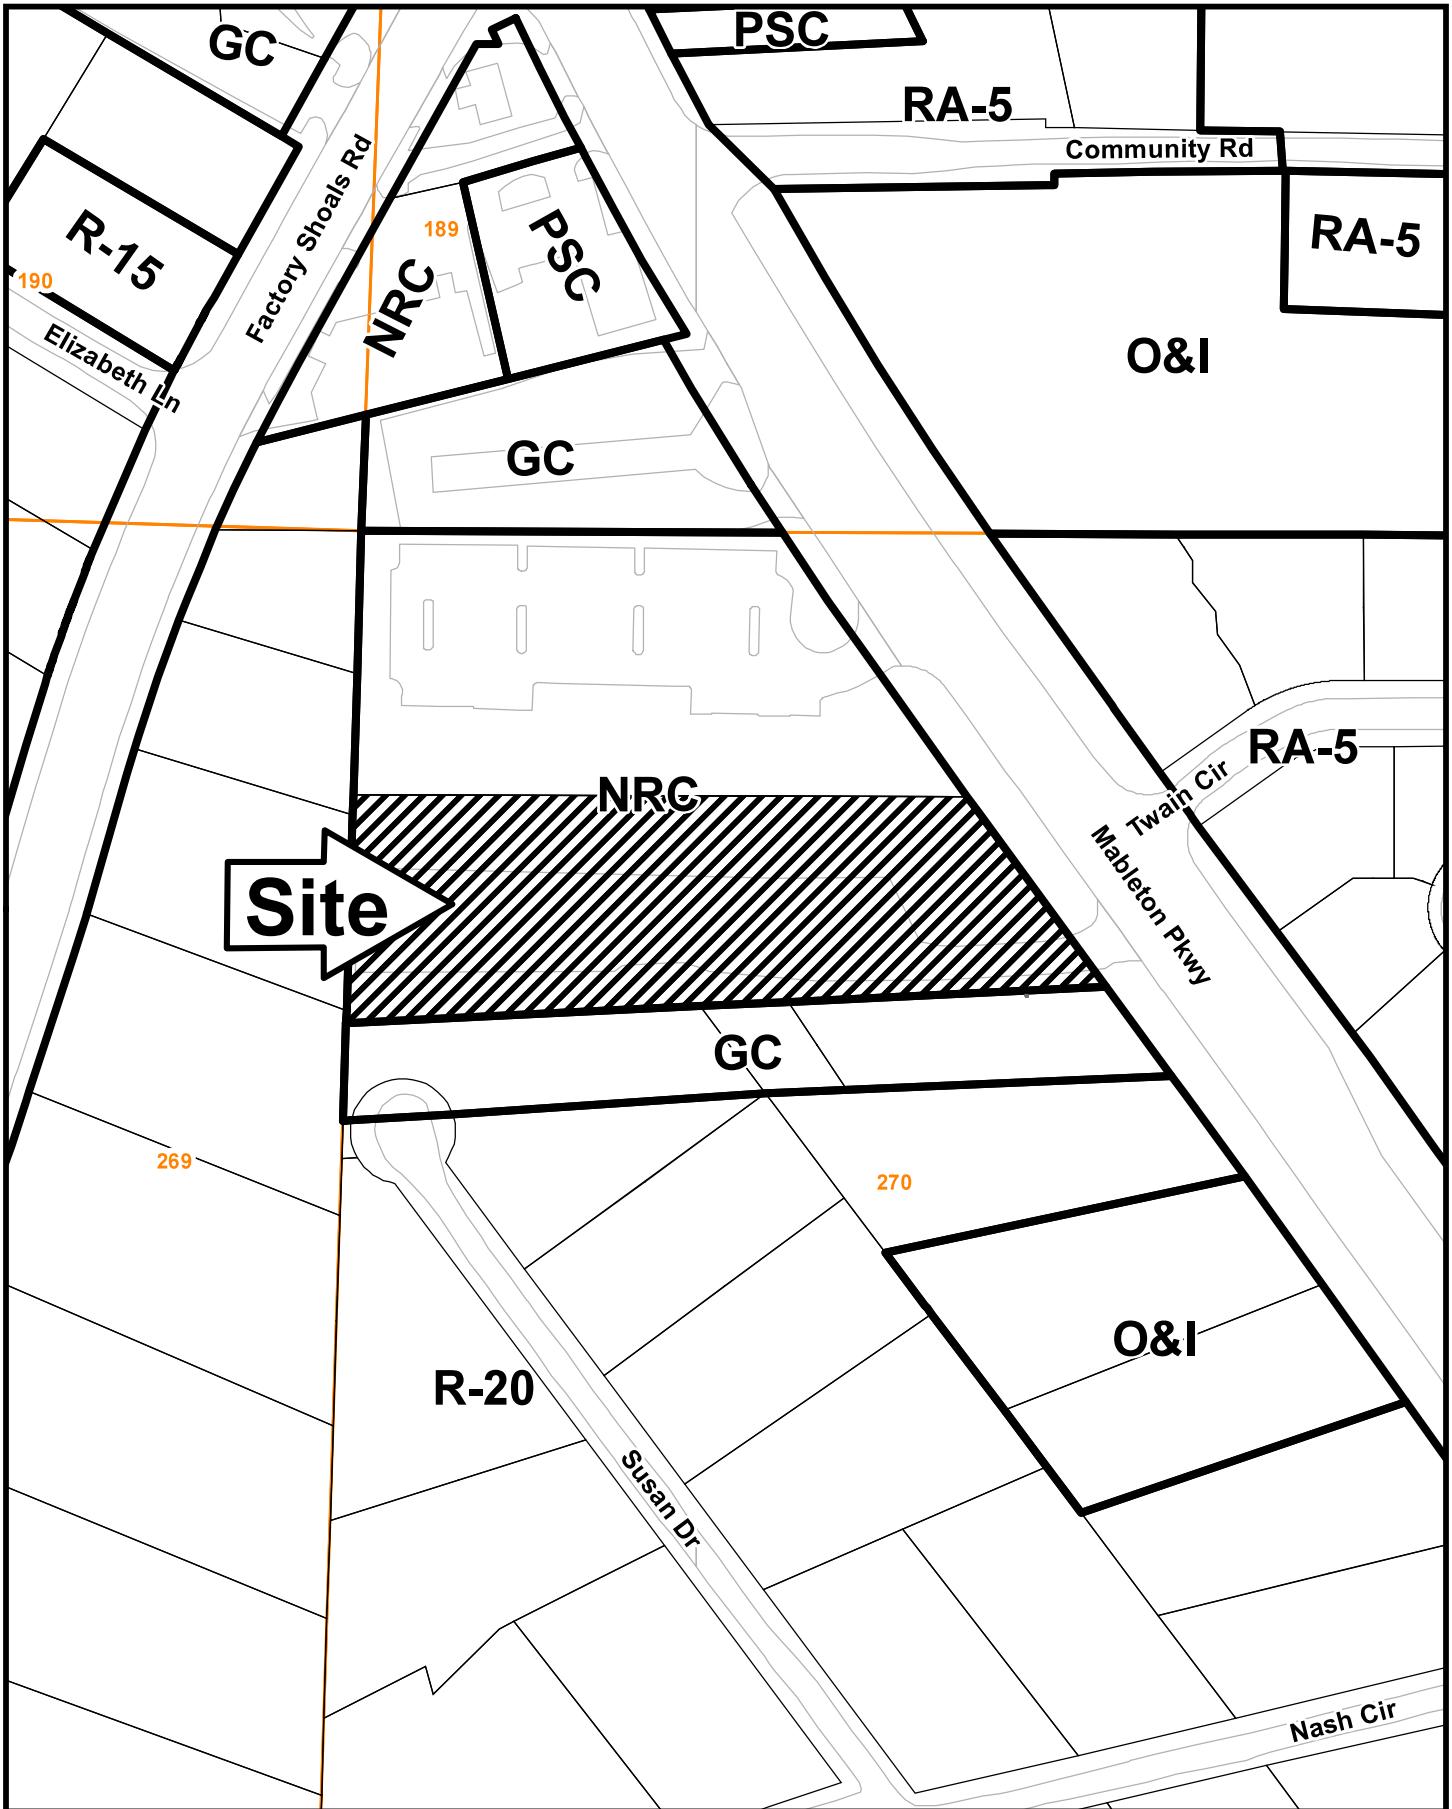 PSC
GC
RA-5
Community Rd
Factory Shoals Rd
R-15
189
PSC
RA-5
190
NRC
Elizabeth Ln
O&I
GC
RA-5
Twain Cir
NRC
Mableton Pkwy
Site
GC
269
270
O&I
R-20
Susan Dr
Nash Cir